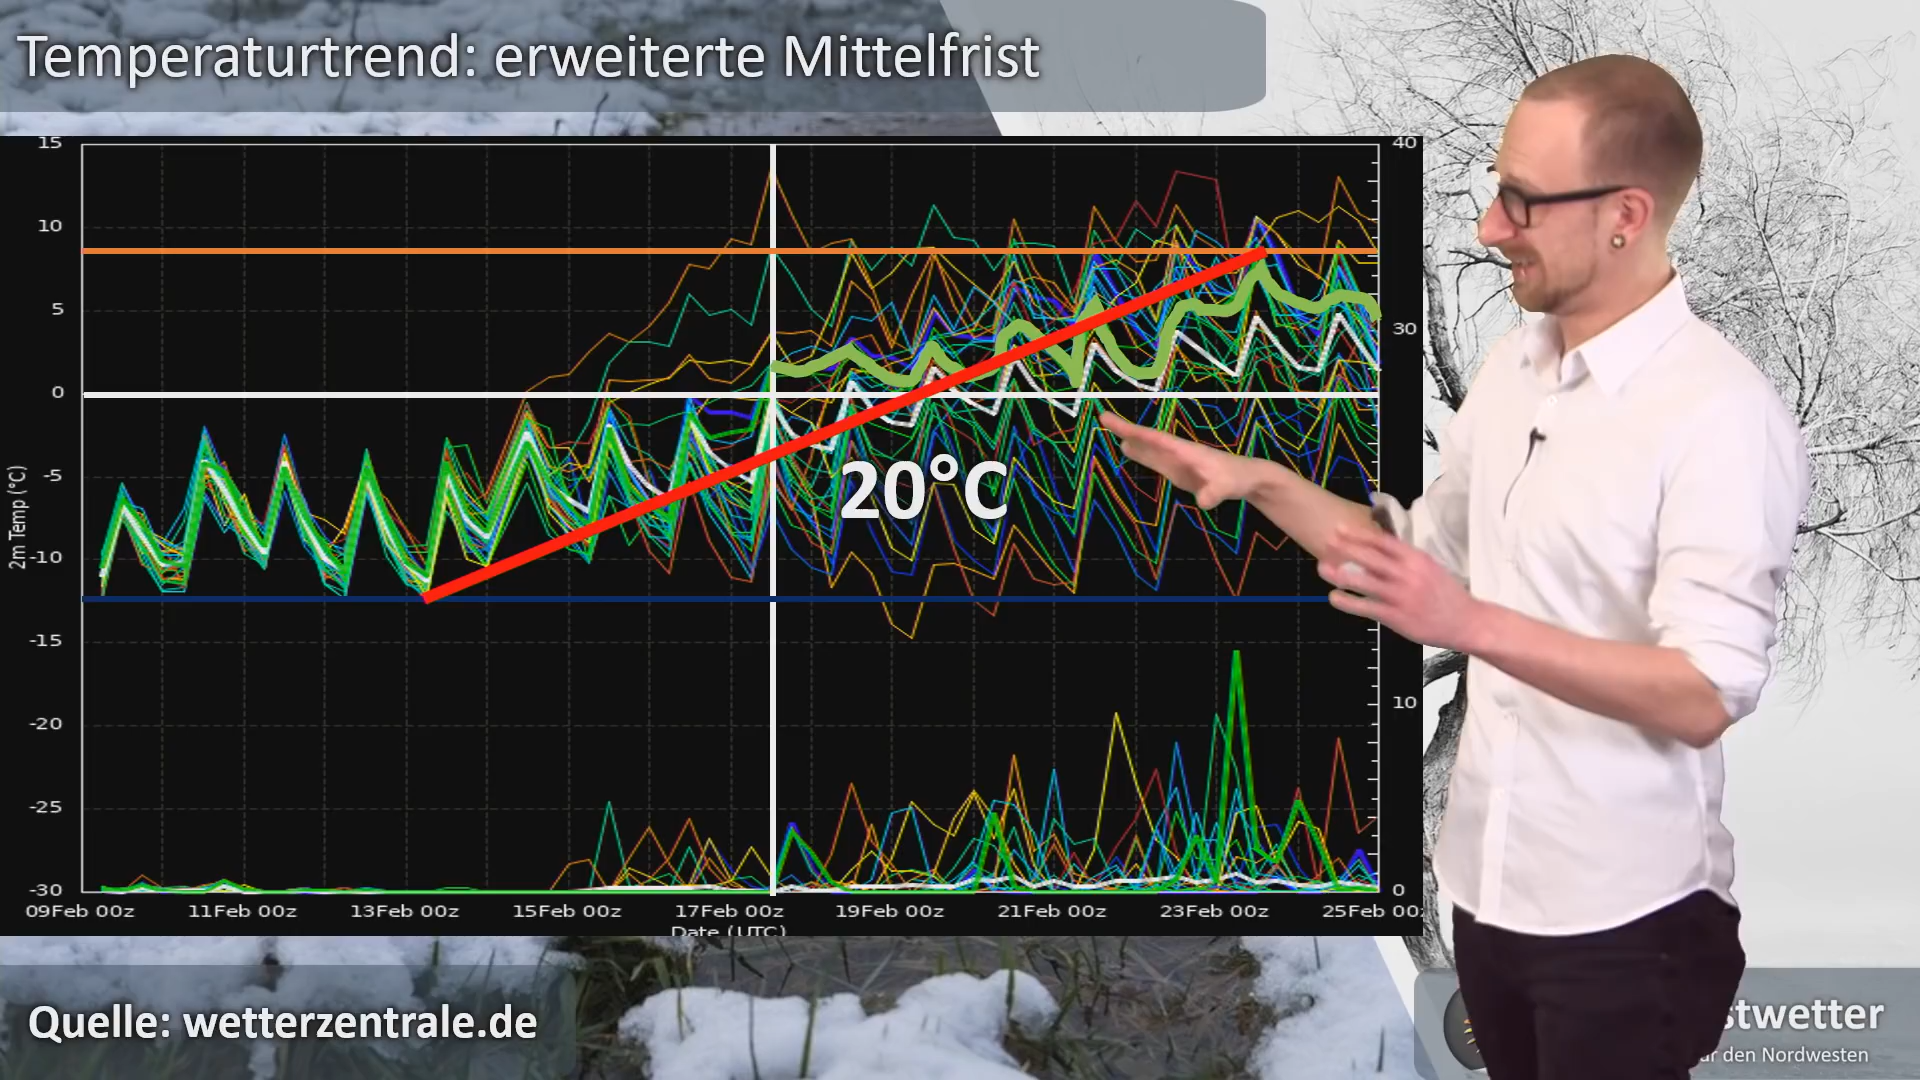 Temperaturtrend: erweiterte Mittelfrist
15
10
5
0
-5
-10
-15
-20
-25
-30
2m Temp (°C)
40
30
10
0
20°C
09Feb 00z 11Feb 00z 13Feb 00z 15Feb 00z 17Feb 00z 19Feb 00z 21Feb 00z 23Feb 00z 25Feb 00z
Date (UTC)
Quelle: wetterzentrale.de
stwetter
ür den Nordwesten